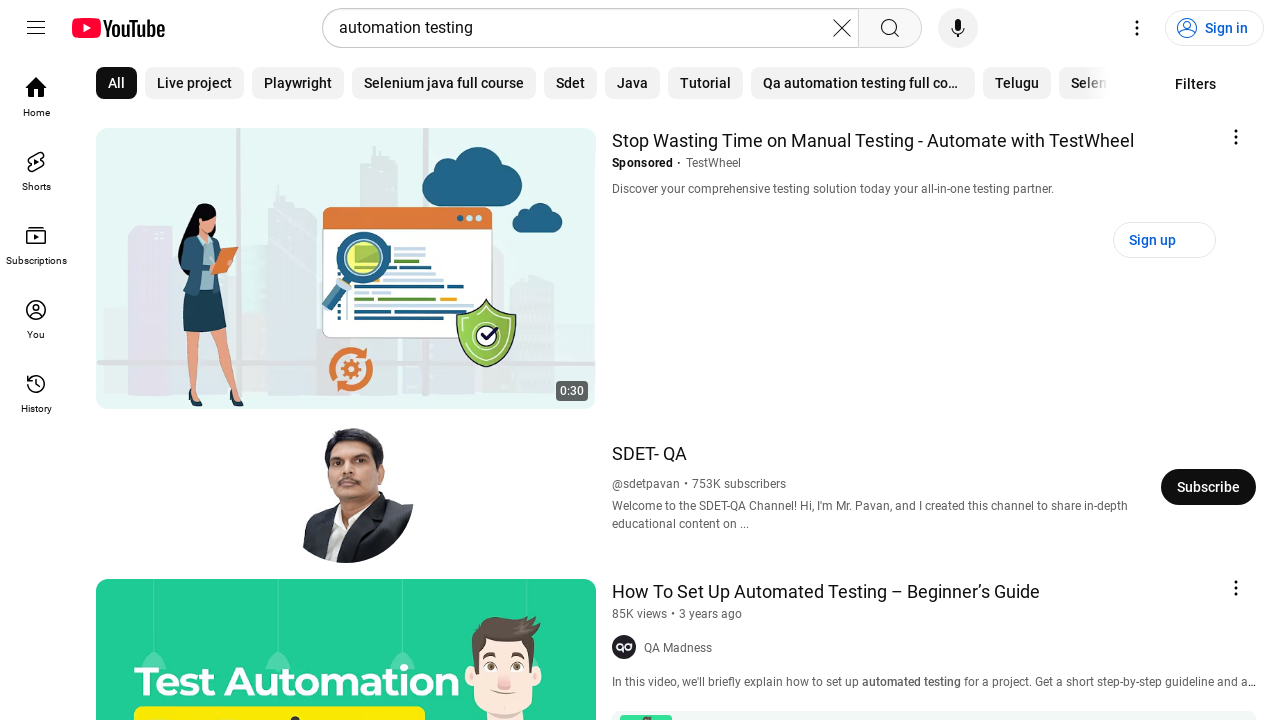 YouTube
automation testing
Sign in
All
Live project
Playwright
Selenium java full course
Sdet
Java
Tutorial
Qa automation testing full co...
Telugu
Selen
Filters
Home
Shorts
Subscriptions
You
History
0:30
Stop Wasting Time on Manual Testing - Automate with TestWheel
Sponsored · TestWheel
Discover your comprehensive testing solution today your all-in-one testing partner.
Sign up
SDET- QA
@sdetpavan • 753K subscribers
Welcome to the SDET-QA Channel! Hi, I'm Mr. Pavan, and I created this channel to share in-depth
educational content on ...
Subscribe
Test Automation
How To Set Up Automated Testing – Beginner’s Guide
85K views • 3 years ago
QA Madness
In this video, we'll briefly explain how to set up automated testing for a project. Get a short step-by-step guideline and a...